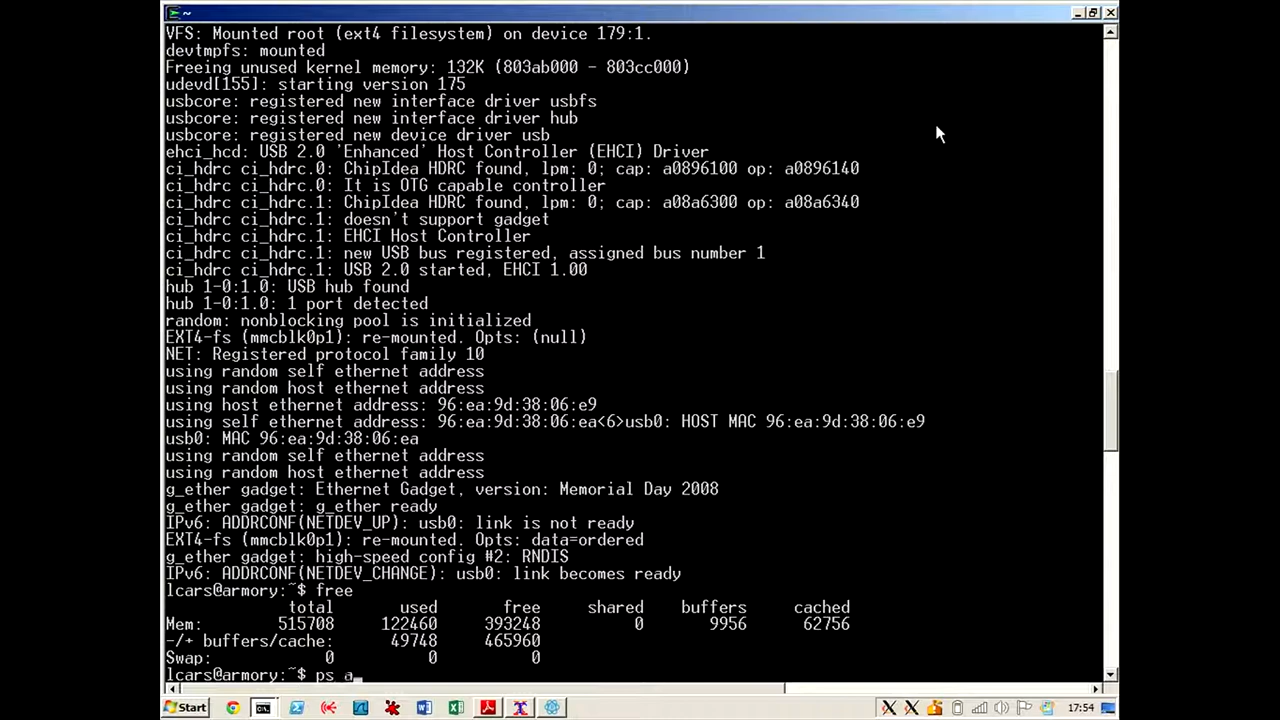 ~
VFS: Mounted root (ext4 filesystem) on device 179:1.
devtmpfs: mounted
Freeing unused kernel memory: 132K (803ab000 - 803cc000)
udevd[155]: starting version 175
usbcore: registered new interface driver usbfs
usbcore: registered new interface driver hub
usbcore: registered new device driver usb
ehci_hcd: USB 2.0 'Enhanced' Host Controller (EHCI) Driver
ci_hdrc ci_hdrc.0: ChipIdea HDRC found, lpm: 0; cap: a0896100 op: a0896140
ci_hdrc ci_hdrc.0: It is OTG capable controller
ci_hdrc ci_hdrc.1: ChipIdea HDRC found, lpm: 0; cap: a08a6300 op: a08a6340
ci_hdrc ci_hdrc.1: doesn't support gadget
ci_hdrc ci_hdrc.1: EHCI Host Controller
ci_hdrc ci_hdrc.1: new USB bus registered, assigned bus number 1
ci_hdrc ci_hdrc.1: USB 2.0 started, EHCI 1.00
hub 1-0:1.0: USB hub found
hub 1-0:1.0: 1 port detected
random: nonblocking pool is initialized
EXT4-fs (mmcblk0p1): re-mounted. Opts: (null)
NET: Registered protocol family 10
using random self ethernet address
using random host ethernet address
using host ethernet address: 96:ea:9d:38:06:e9
using self ethernet address: 96:ea:9d:38:06:ea<6>usb0: HOST MAC 96:ea:9d:38:06:e9
usb0: MAC 96:ea:9d:38:06:ea
using random self ethernet address
using random host ethernet address
g_ether gadget: Ethernet Gadget, version: Memorial Day 2008
g_ether gadget: g_ether ready
IPv6: ADDRCONF(NETDEV_UP): usb0: link is not ready
EXT4-fs (mmcblk0p1): re-mounted. Opts: data=ordered
g_ether gadget: high-speed config #2: RNDIS
IPv6: ADDRCONF(NETDEV_CHANGE): usb0: link becomes ready
lcars@armory:~$ free
total used free shared buffers cached
Mem: 515708 122460 393248 0 9956 62756
-/+ buffers/cache: 49748 465960
Swap: 0 0 0
lcars@armory:~$ ps a
Start 17:54